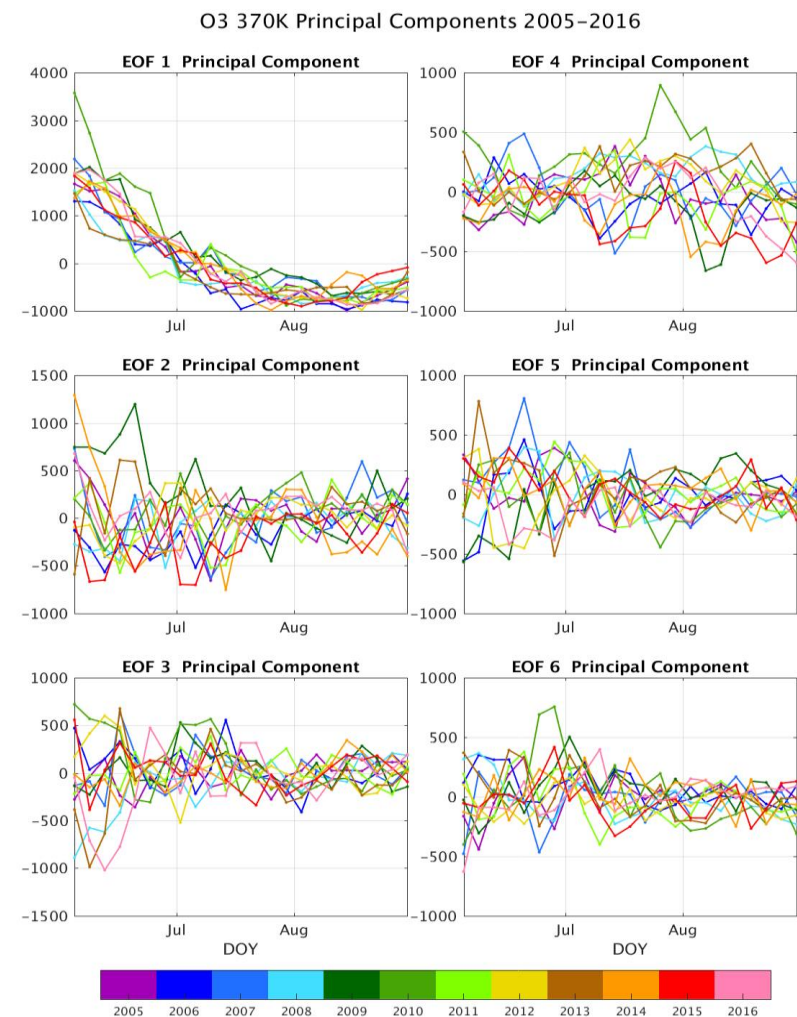 O3 370K Principal Components 2005-2016
EOF 1 Principal Component
4000
3000
2000
1000
0
-1000
Jul
Aug
EOF 4 Principal Component
1000
500
0
-500
-1000
Jul
Aug
EOF 2 Principal Component
1500
1000
500
0
-500
-1000
Jul
Aug
EOF 5 Principal Component
1000
500
0
-500
-1000
Jul
Aug
EOF 3 Principal Component
1000
500
0
-500
-1000
-1500
Jul
Aug
DOY
EOF 6 Principal Component
1000
500
0
-500
-1000
Jul
Aug
DOY
2005 2006 2007 2008 2009 2010 2011 2012 2013 2014 2015 2016